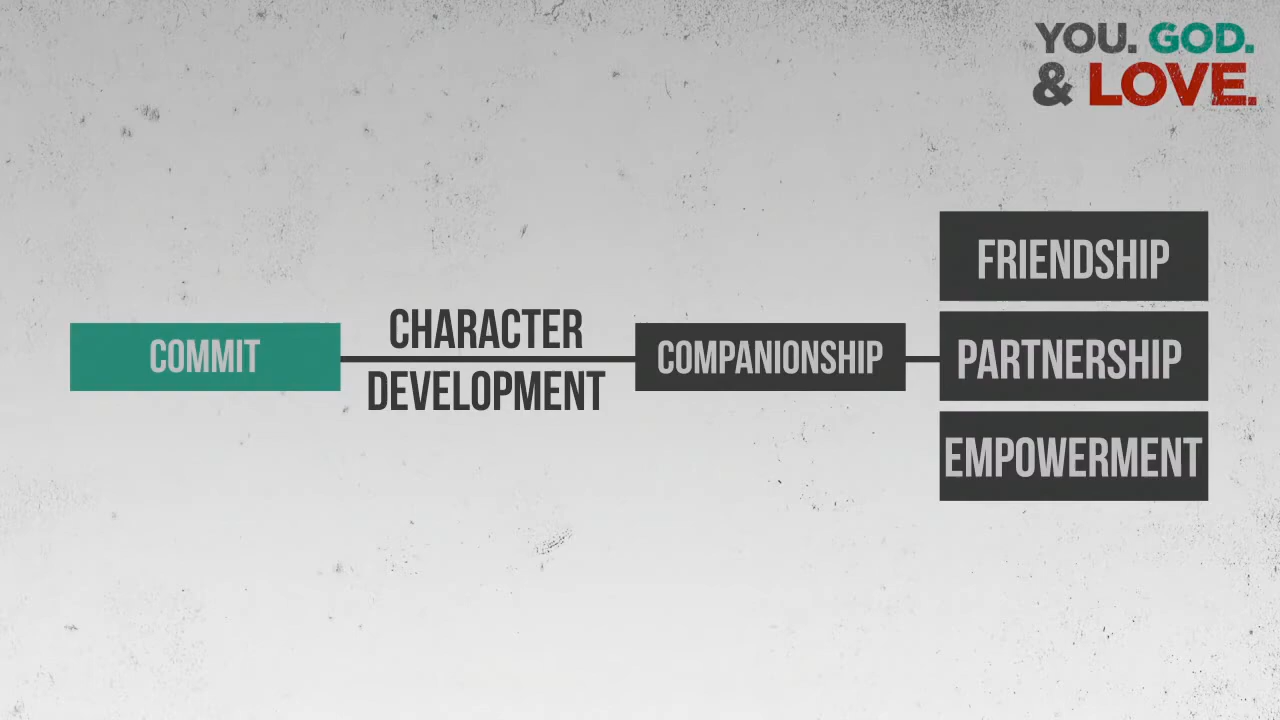 YOU. GOD.
& LOVE.
COMMIT
CHARACTER
DEVELOPMENT
COMPANIONSHIP
FRIENDSHIP
PARTNERSHIP
EMPOWERMENT